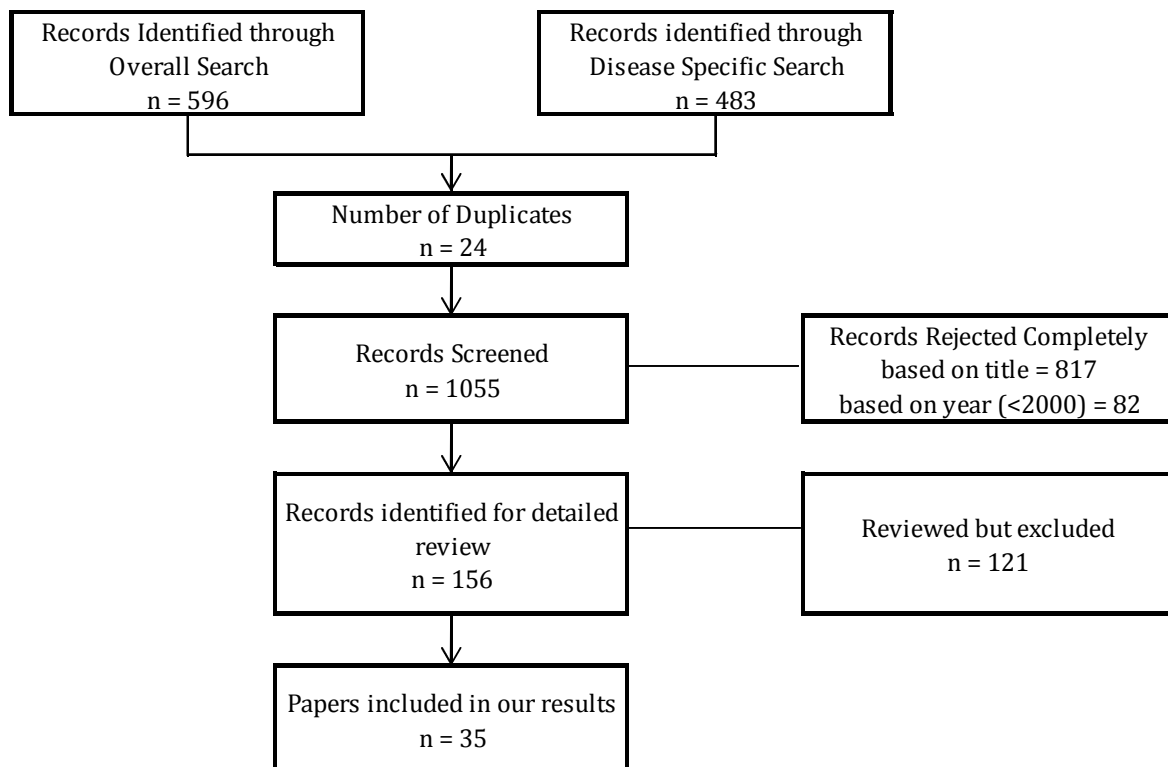 Records Identified through
Overall Search
n = 596
Records identified through
Disease Specific Search
n = 483
Number of Duplicates
n = 24
Records Screened
n = 1055
Records Rejected Completely
based on title = 817
based on year (<2000) = 82
Records identified for detailed
review
n = 156
Reviewed but excluded
n = 121
Papers included in our results
n = 35